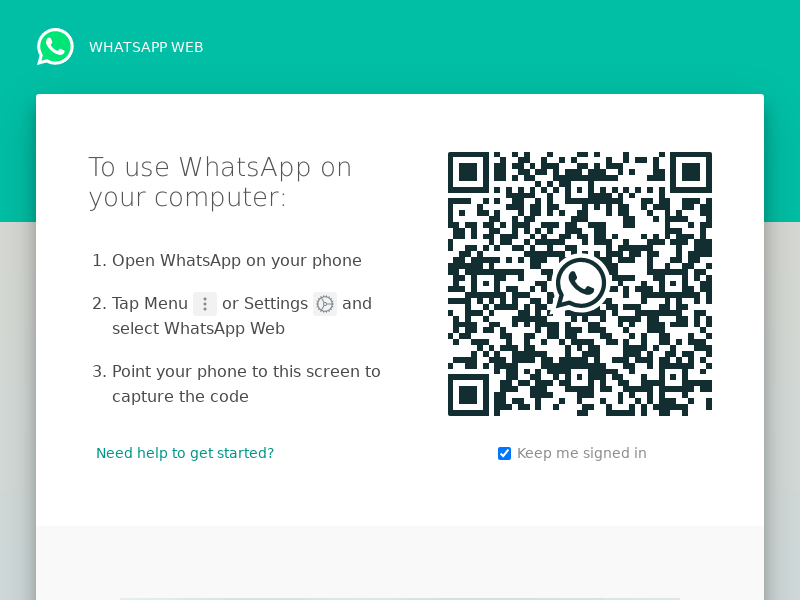 WHATSAPP WEB
To use WhatsApp on
your computer:
1. Open WhatsApp on your phone
2. Tap Menu or Settings and
select WhatsApp Web
3. Point your phone to this screen to
capture the code
Need help to get started?
Keep me signed in